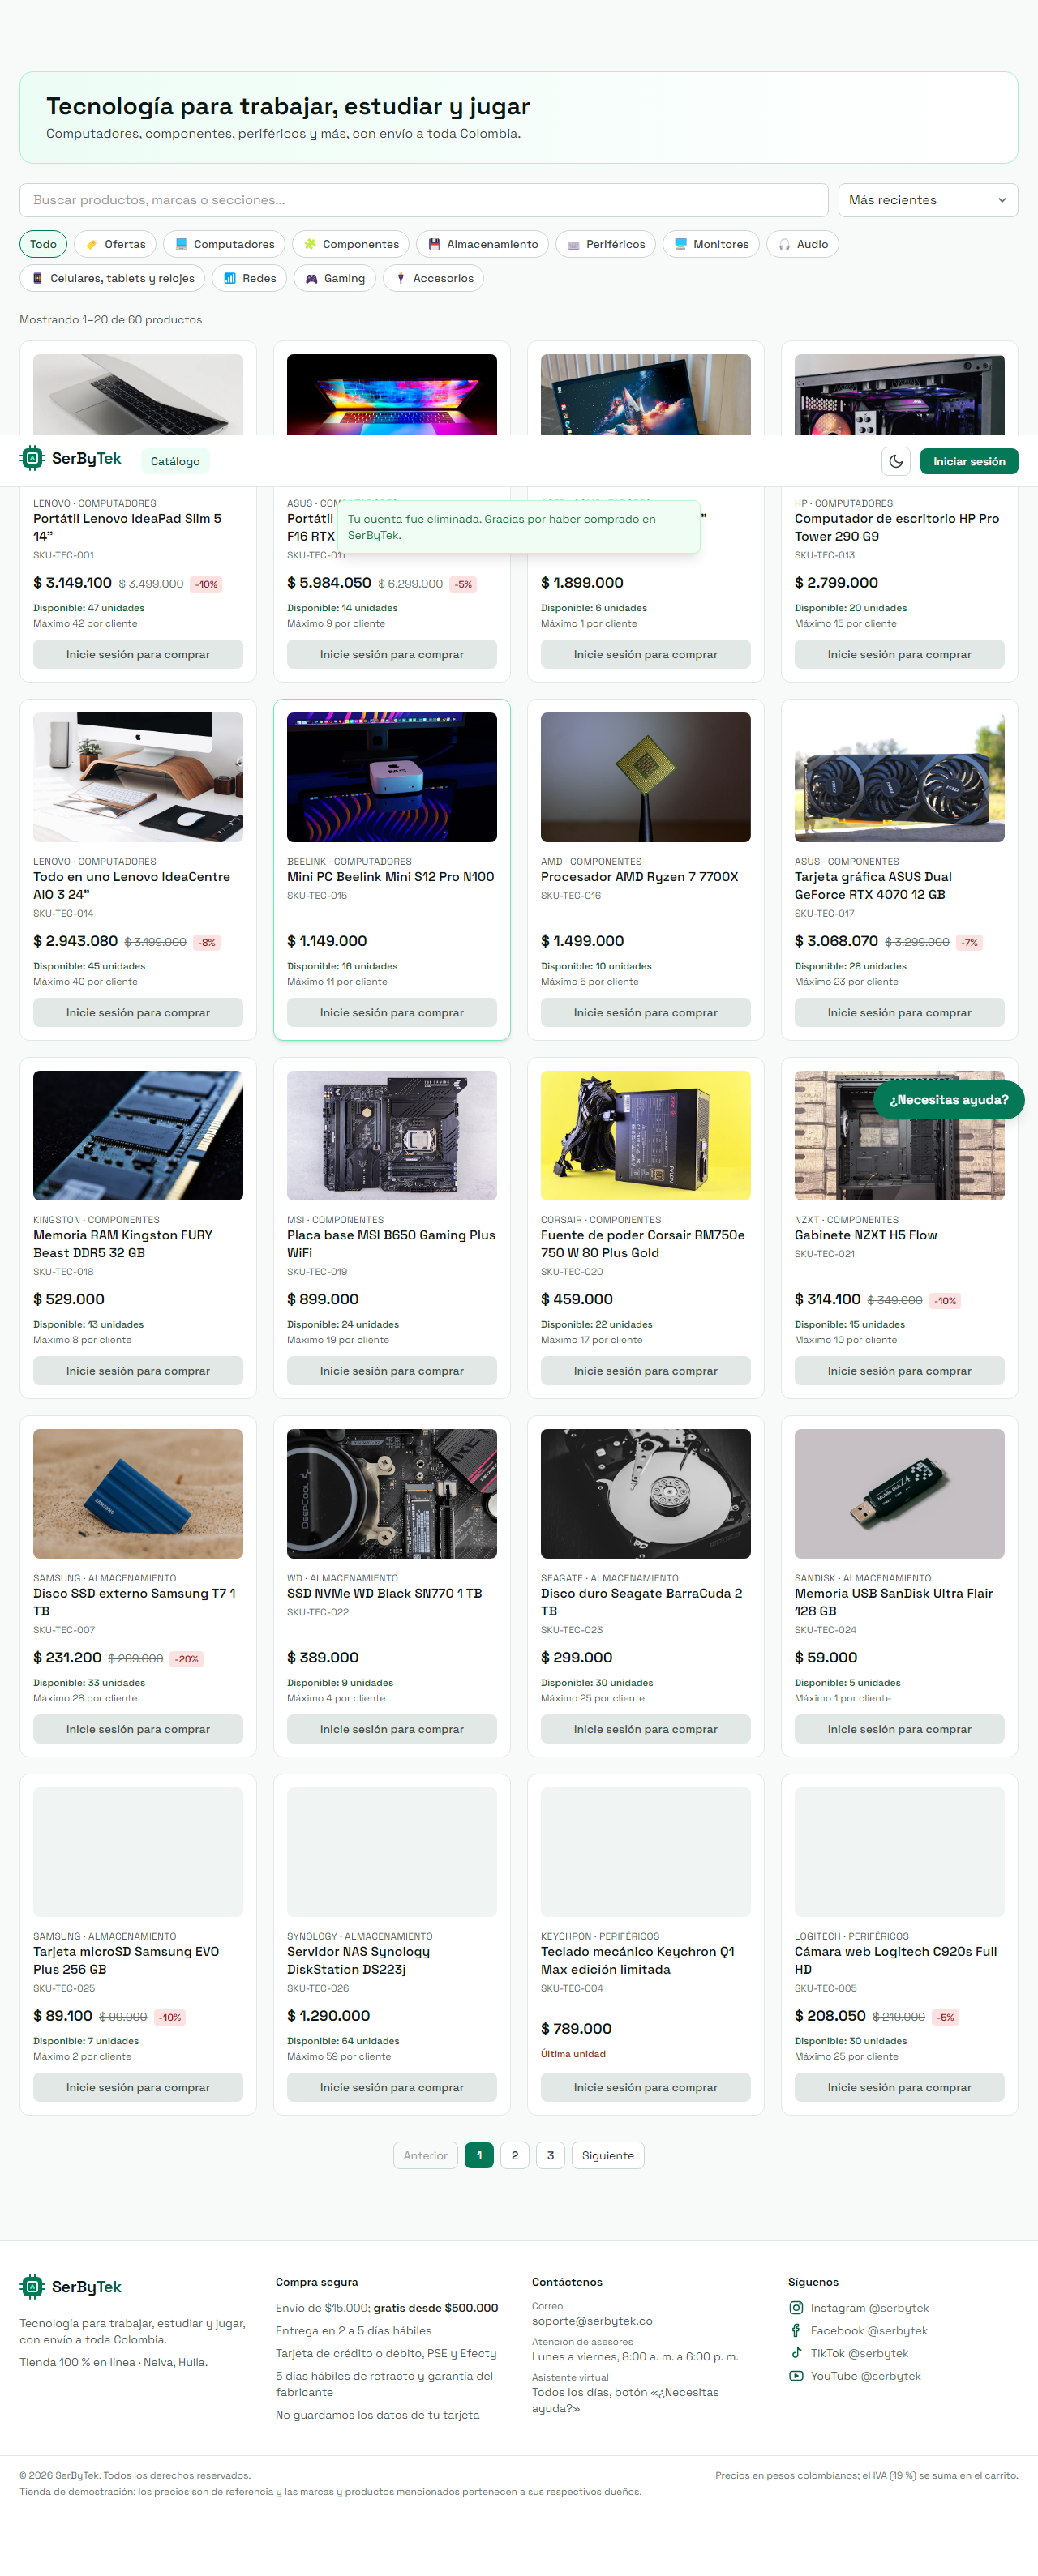 Tecnología para trabajar, estudiar y jugar
Computadores, componentes, periféricos y más, con envío a toda Colombia.
Buscar productos, marcas o secciones...
Más recientes
Todo
Ofertas
Computadores
Componentes
Almacenamiento
Periféricos
Monitores
Audio
Celulares, tablets y relojes
Redes
Gaming
Accesorios
Mostrando 1–20 de 60 productos
SerByTek
Catálogo
Iniciar sesión
Tu cuenta fue eliminada. Gracias por haber comprado en
SerByTek.
LENOVO · COMPUTADORES
Portátil Lenovo IdeaPad Slim 5
14"
SKU-TEC-001
$ 3.149.100 $ 3.499.000 -10%
Disponible: 47 unidades
Máximo 42 por cliente
Inicie sesión para comprar
ASUS ·
Portátil
F16 RTX
SKU-TEC-011
$ 5.984.050 $ 6.299.000 -5%
Disponible: 14 unidades
Máximo 9 por cliente
Inicie sesión para comprar
$ 1.899.000
Disponible: 6 unidades
Máximo 1 por cliente
Inicie sesión para comprar
HP · COMPUTADORES
Computador de escritorio HP Pro
Tower 290 G9
SKU-TEC-013
$ 2.799.000
Disponible: 20 unidades
Máximo 15 por cliente
Inicie sesión para comprar
LENOVO · COMPUTADORES
Todo en uno Lenovo IdeaCentre
AIO 3 24"
SKU-TEC-014
$ 2.943.080 $ 3.199.000 -8%
Disponible: 45 unidades
Máximo 40 por cliente
Inicie sesión para comprar
BEELINK · COMPUTADORES
Mini PC Beelink Mini S12 Pro N100
SKU-TEC-015
$ 1.149.000
Disponible: 16 unidades
Máximo 11 por cliente
Inicie sesión para comprar
AMD · COMPONENTES
Procesador AMD Ryzen 7 7700X
SKU-TEC-016
$ 1.499.000
Disponible: 10 unidades
Máximo 5 por cliente
Inicie sesión para comprar
ASUS · COMPONENTES
Tarjeta gráfica ASUS Dual
GeForce RTX 4070 12 GB
SKU-TEC-017
$ 3.068.070 $ 3.299.000 -7%
Disponible: 28 unidades
Máximo 23 por cliente
Inicie sesión para comprar
KINGSTON · COMPONENTES
Memoria RAM Kingston FURY
Beast DDR5 32 GB
SKU-TEC-018
$ 529.000
Disponible: 13 unidades
Máximo 8 por cliente
Inicie sesión para comprar
MSI · COMPONENTES
Placa base MSI B650 Gaming Plus
WiFi
SKU-TEC-019
$ 899.000
Disponible: 24 unidades
Máximo 19 por cliente
Inicie sesión para comprar
CORSAIR · COMPONENTES
Fuente de poder Corsair RM750e
750 W 80 Plus Gold
SKU-TEC-020
$ 459.000
Disponible: 22 unidades
Máximo 17 por cliente
Inicie sesión para comprar
¿Necesitas ayuda?
NZXT · COMPONENTES
Gabinete NZXT H5 Flow
SKU-TEC-021
$ 314.100 $ 349.000 -10%
Disponible: 15 unidades
Máximo 10 por cliente
Inicie sesión para comprar
SAMSUNG
SAMSUNG · ALMACENAMIENTO
Disco SSD externo Samsung T7 1
TB
SKU-TEC-007
$ 231.200 $ 289.000 -20%
Disponible: 33 unidades
Máximo 28 por cliente
Inicie sesión para comprar
DEEPCOOL
WD · ALMACENAMIENTO
SSD NVMe WD Black SN770 1 TB
SKU-TEC-022
$ 389.000
Disponible: 9 unidades
Máximo 4 por cliente
Inicie sesión para comprar
SEAGATE · ALMACENAMIENTO
Disco duro Seagate BarraCuda 2
TB
SKU-TEC-023
$ 299.000
Disponible: 30 unidades
Máximo 25 por cliente
Inicie sesión para comprar
SANDISK · ALMACENAMIENTO
Memoria USB SanDisk Ultra Flair
128 GB
SKU-TEC-024
$ 59.000
Disponible: 5 unidades
Máximo 1 por cliente
Inicie sesión para comprar
SAMSUNG · ALMACENAMIENTO
Tarjeta microSD Samsung EVO
Plus 256 GB
SKU-TEC-025
$ 89.100 $ 99.000 -10%
Disponible: 7 unidades
Máximo 2 por cliente
Inicie sesión para comprar
SYNOLOGY · ALMACENAMIENTO
Servidor NAS Synology
DiskStation DS223j
SKU-TEC-026
$ 1.290.000
Disponible: 64 unidades
Máximo 59 por cliente
Inicie sesión para comprar
KEYCHRON · PERIFÉRICOS
Teclado mecánico Keychron Q1
Max edición limitada
SKU-TEC-004
$ 789.000
Última unidad
Inicie sesión para comprar
LOGITECH · PERIFÉRICOS
Cámara web Logitech C920s Full
HD
SKU-TEC-005
$ 208.050 $ 219.000 -5%
Disponible: 30 unidades
Máximo 25 por cliente
Inicie sesión para comprar
Anterior 1 2 3 Siguiente
SerByTek
Tecnología para trabajar, estudiar y jugar,
con envío a toda Colombia.
Tienda 100 % en línea · Neiva, Huila.
Compra segura
Envío de $15.000; gratis desde $500.000
Entrega en 2 a 5 días hábiles
Tarjeta de crédito o débito, PSE y Efecty
5 días hábiles de retracto y garantía del
fabricante
No guardamos los datos de tu tarjeta
Contáctenos
Correo
soporte@serbytek.co
Atención de asesores
Lunes a viernes, 8:00 a. m. a 6:00 p. m.
Asistente virtual
Todos los días, botón «¿Necesitas
ayuda?»
Síguenos
Instagram @serbytek
Facebook @serbytek
TikTok @serbytek
YouTube @serbytek
© 2026 SerByTek. Todos los derechos reservados.
Precios en pesos colombianos; el IVA (19 %) se suma en el carrito.
Tienda de demostración: los precios son de referencia y las marcas y productos mencionados pertenecen a sus respectivos dueños.